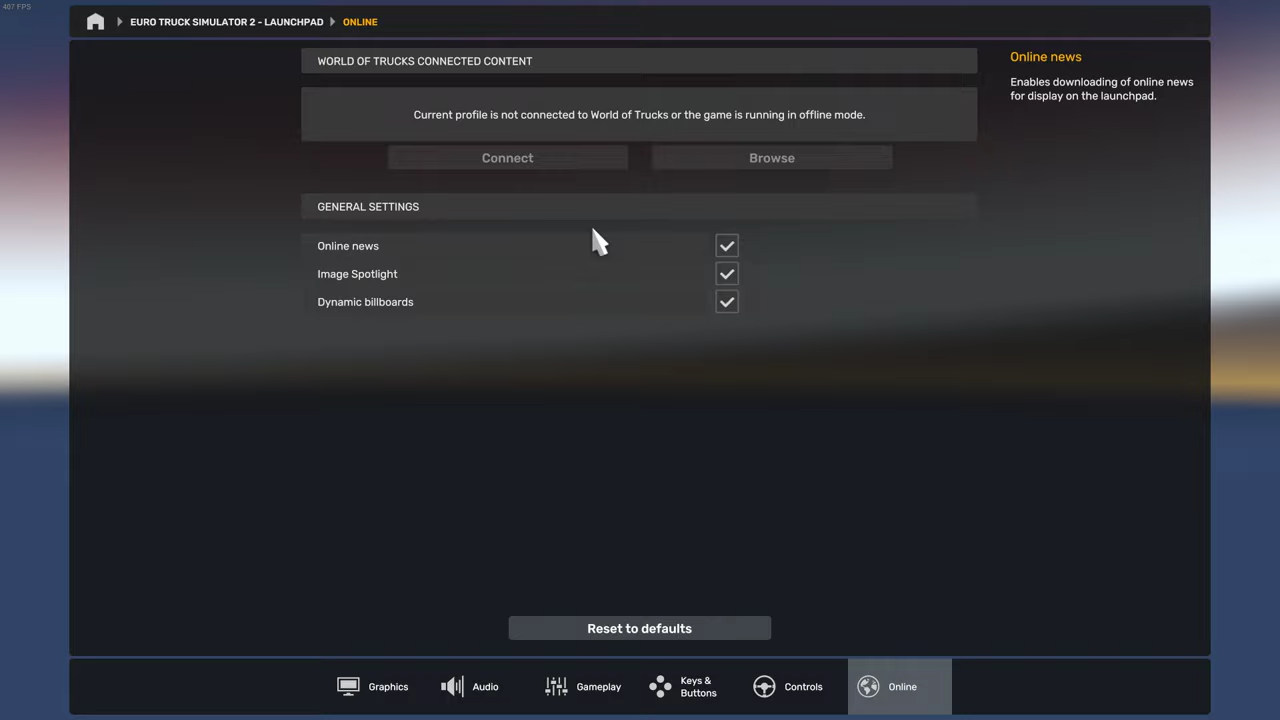 407 FPS
EURO TRUCK SIMULATOR 2 - LAUNCHPAD ONLINE
WORLD OF TRUCKS CONNECTED CONTENT
Current profile is not connected to World of Trucks or the game is running in offline mode.
Connect Browse
GENERAL SETTINGS
Online news
Image Spotlight
Dynamic billboards
Online news
Enables downloading of online news
for display on the launchpad.
Reset to defaults
Graphics Audio Gameplay Keys &
Buttons Controls Online